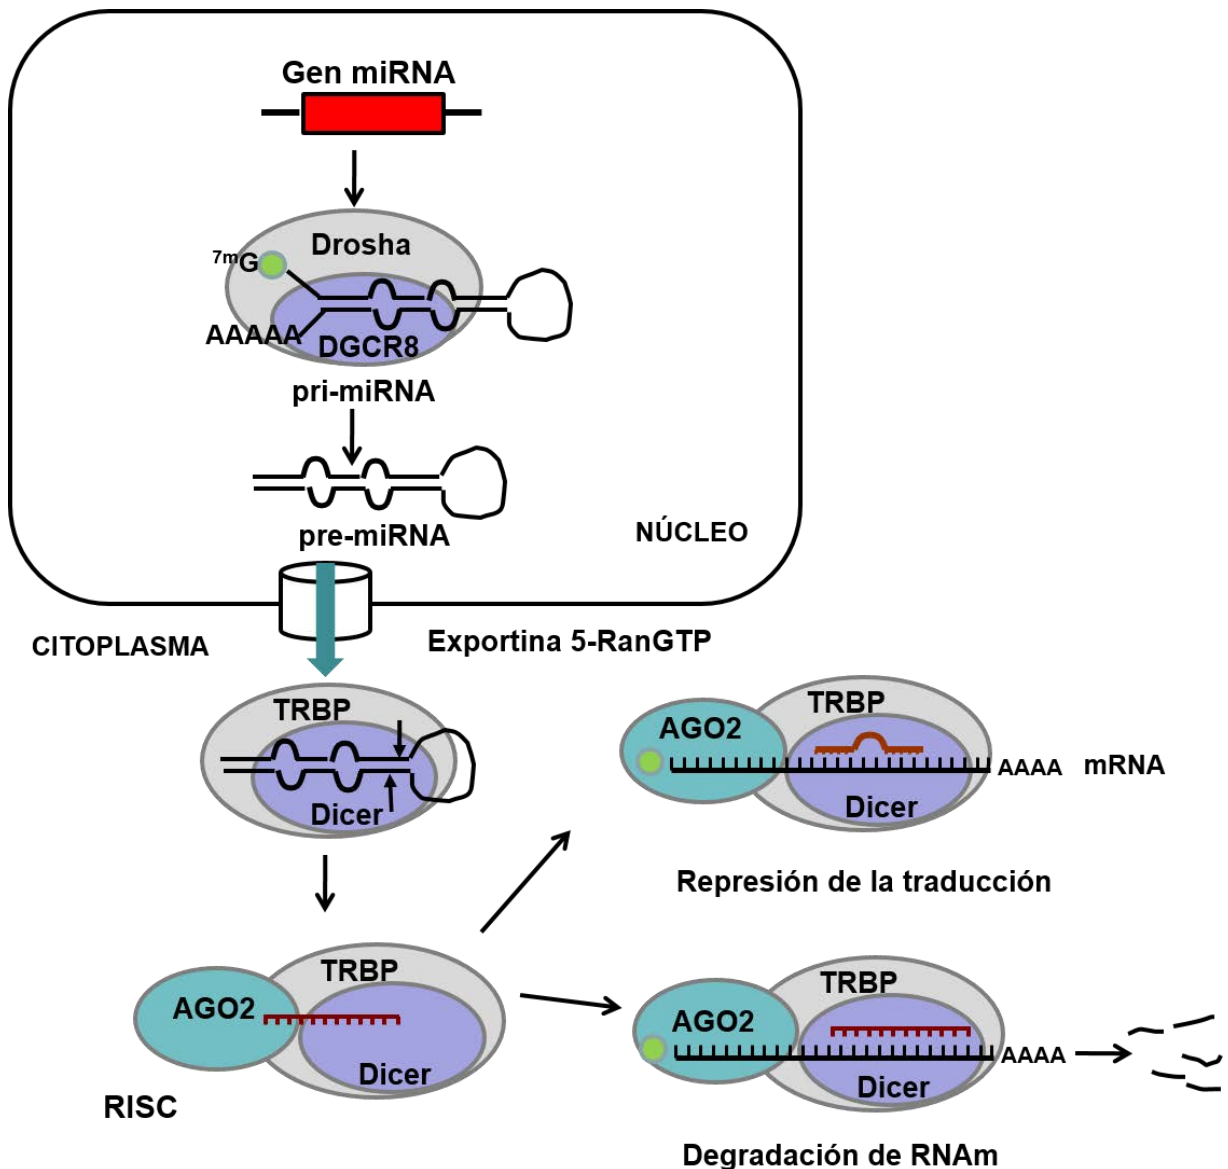 Gen miRNA
Drosha
7mG
AAAAA
DGCR8
pri-miRNA
pre-miRNA
NÚCLEO
CITOPLASMA
Exportina 5-RanGTP
TRBP
Dicer
TRBP
AGO2
AAAA mRNA
Dicer
Represión de la traducción
TRBP
AGO2
Dicer
RISC
TRBP
AGO2
AAAA
Dicer
Degradación de RNAm